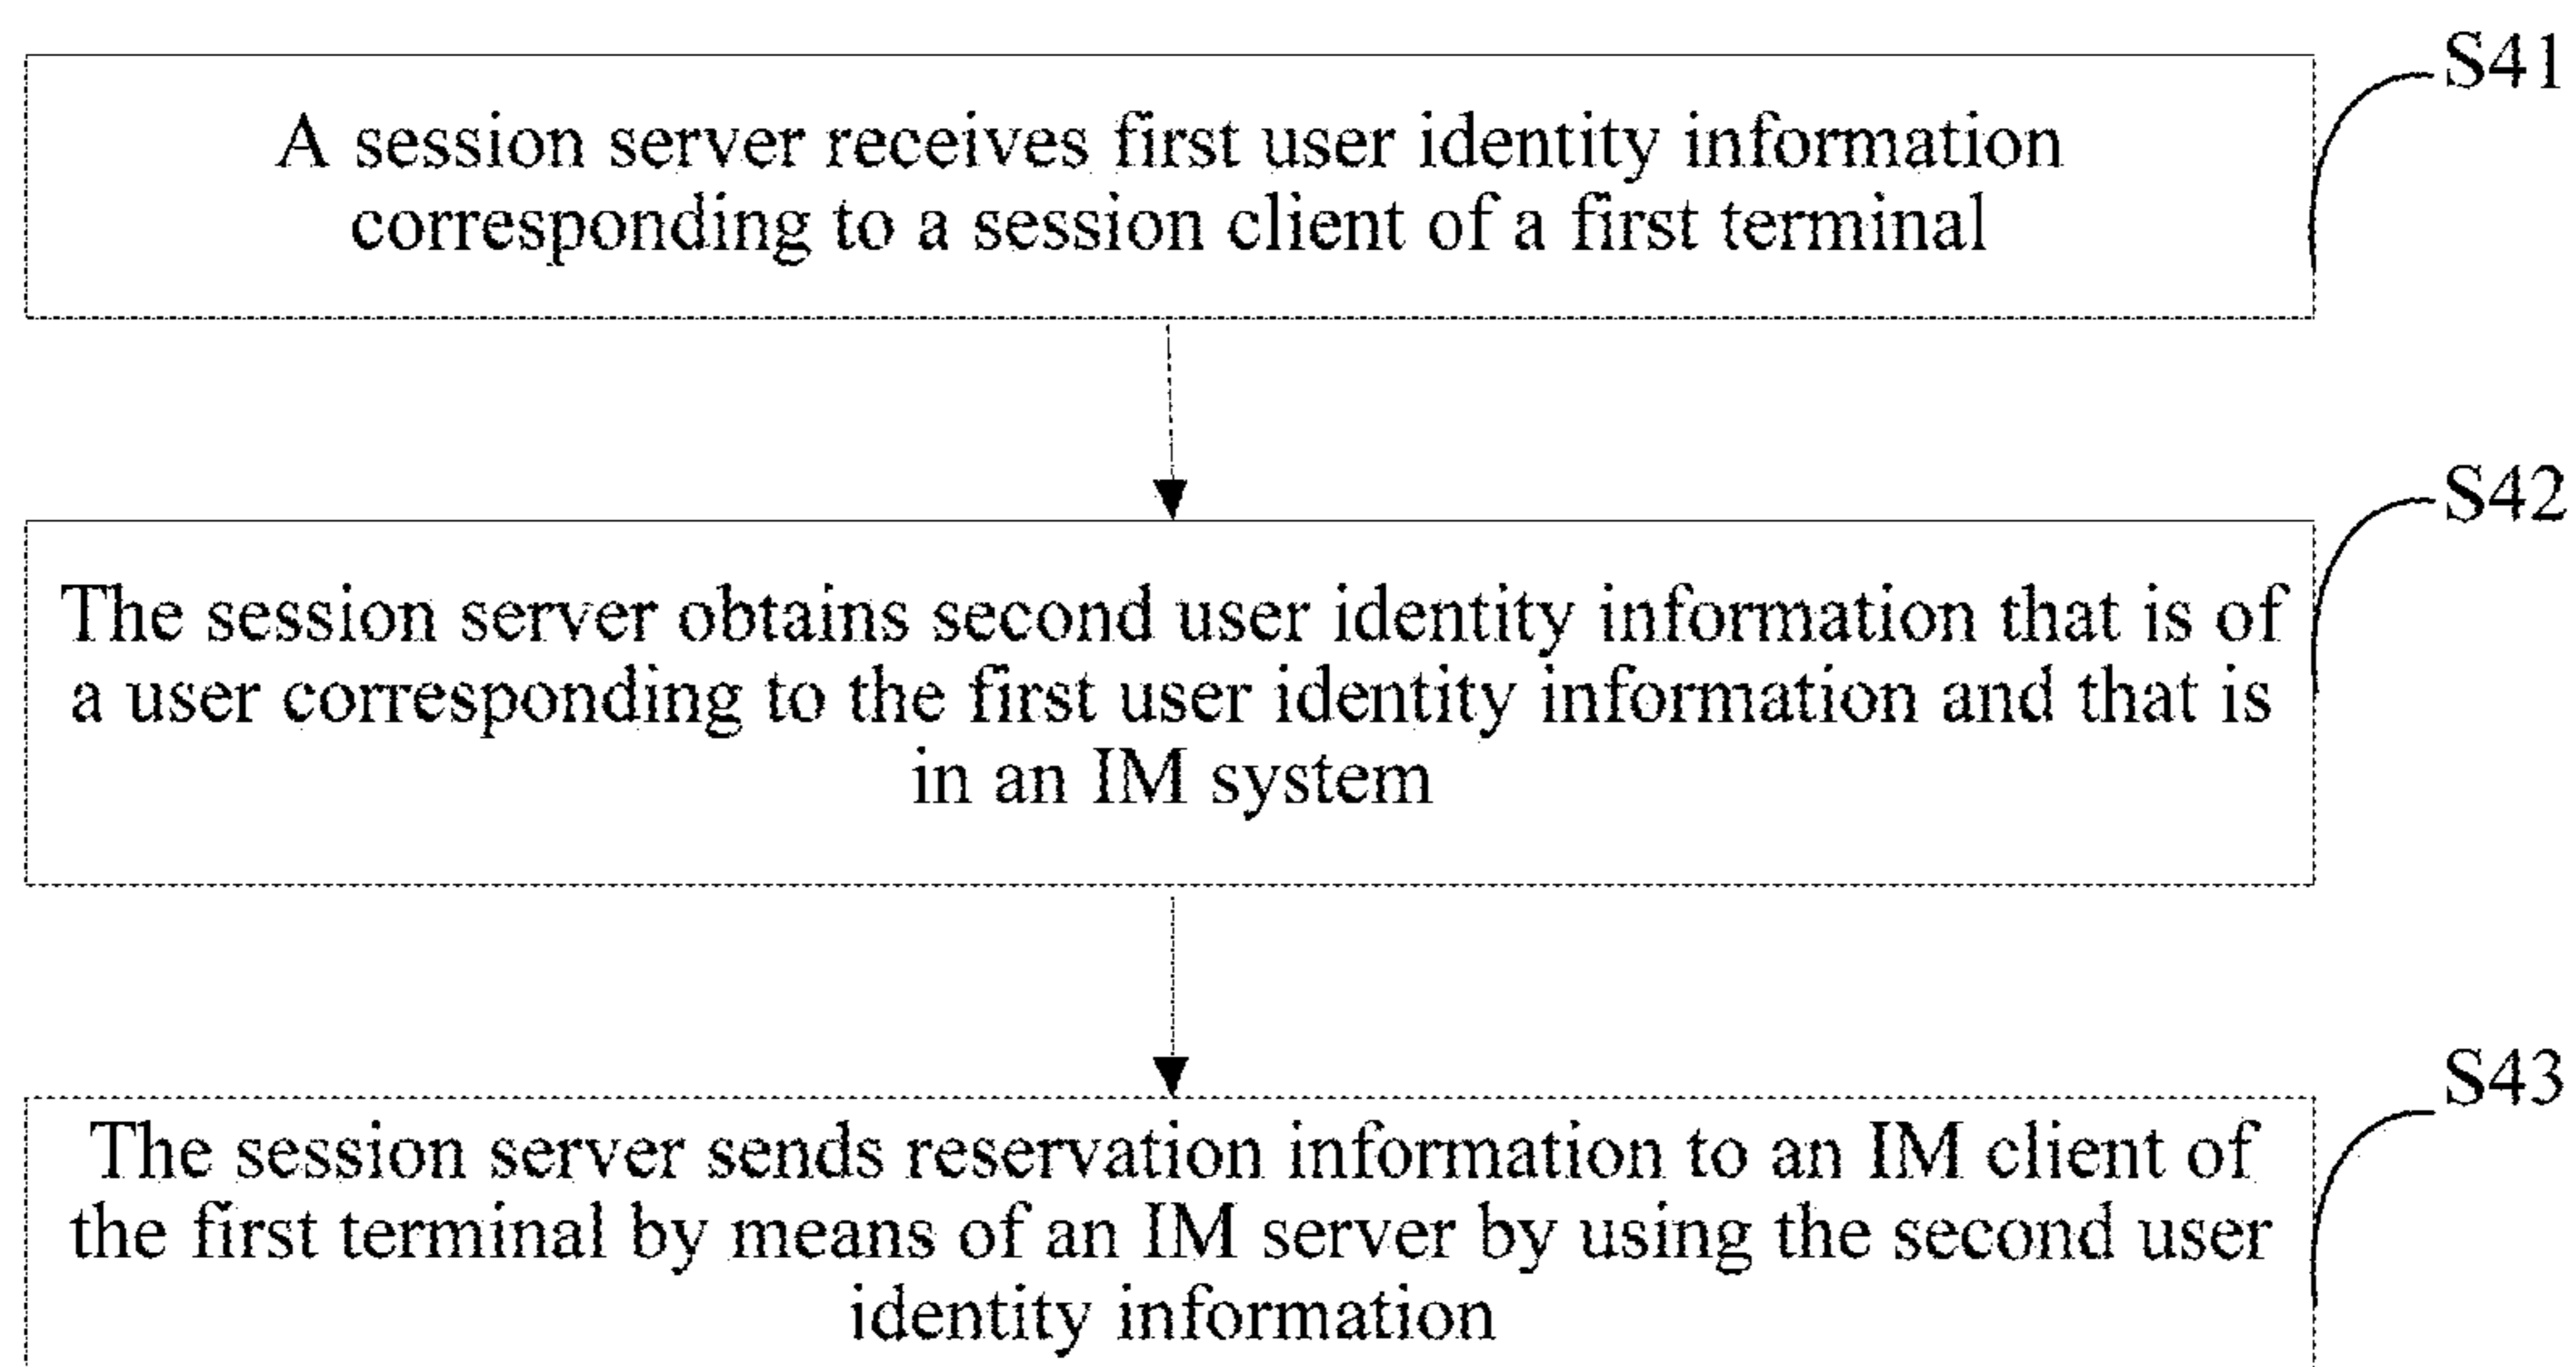 S41
A session server receives first user identity information
corresponding to a session client of a first terminal
S42
The session server obtains second user identity information that is of
a user corresponding to the first user identity information and that is
in an IM system
S43
The session server sends reservation information to an IM client of
the first terminal by means of an IM server by using the second user
identity information